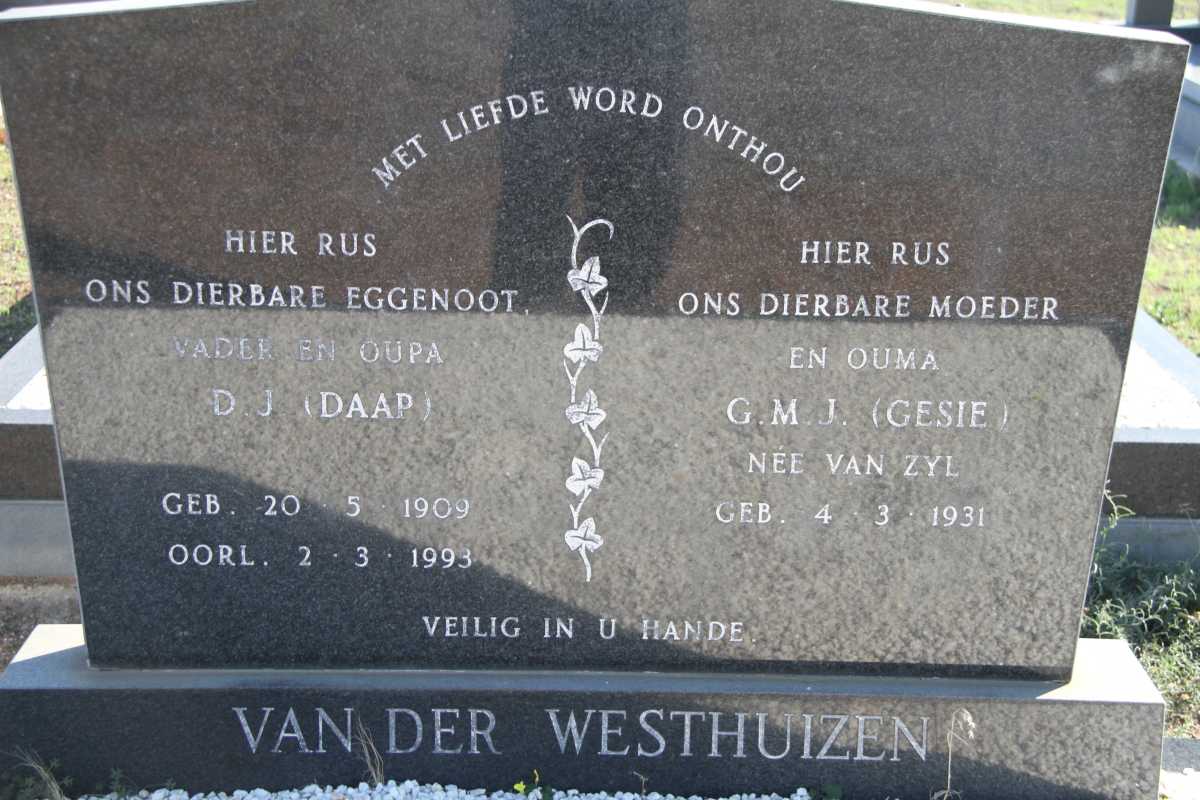 MET LIEFDE WORD ONTHOU
HIER RUS
ONS DIERBARE EGGENOOT,
VADER EN OUPA
D.J (DAAP)
GEB. 20 · 5 · 1909
OORL. 2 · 3 · 1993
HIER RUS
ONS DIERBARE MOEDER
EN OUMA
G.M.J. (GESIE)
NÉE VAN ZYL
GEB. 4 · 3 · 1931
VEILIG IN U HANDE.
VAN DER WESTHUIZEN